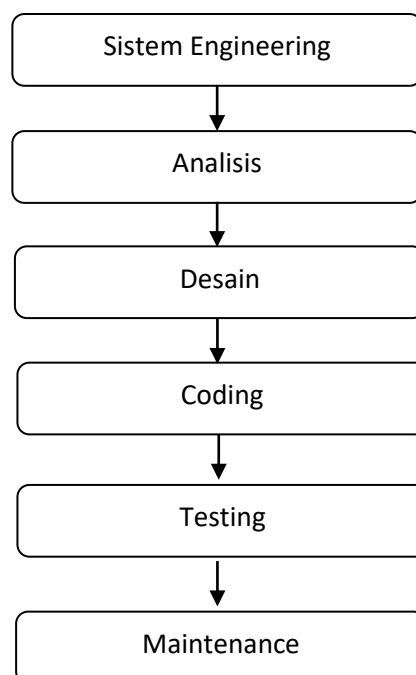 Sistem Engineering
Analisis
Desain
Coding
Testing
Maintenance